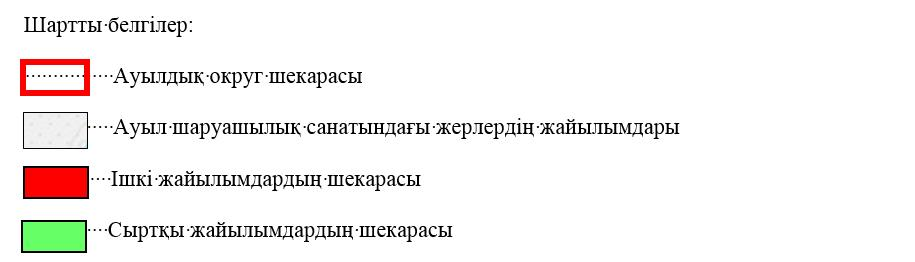 Шартты белгілер:
Ауылдық округ шекарасы
Ауыл шаруашылық санатындағы жерлердің жайылымдары
Ішкі жайылымдардың шекарасы
Сыртқы жайылымдардың шекарасы